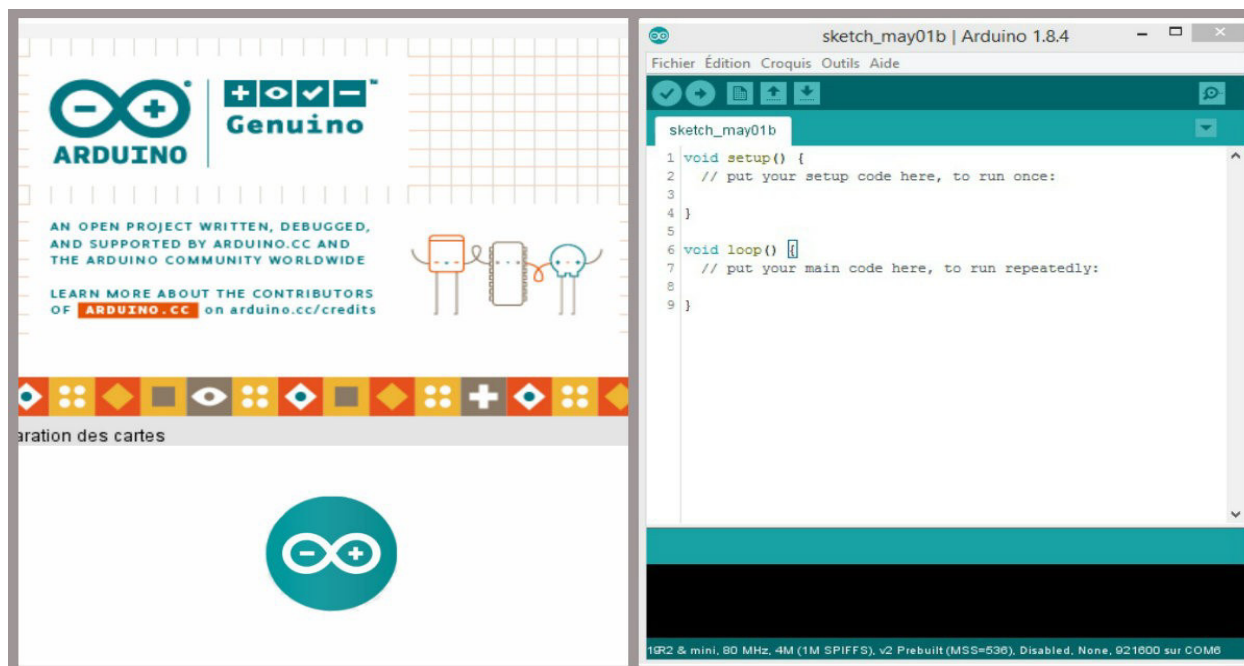 ARDUINO
Genuino
AN OPEN PROJECT WRITTEN, DEBUGGED,
AND SUPPORTED BY ARDUINO.CC AND
THE ARDUINO COMMUNITY WORLDWIDE
LEARN MORE ABOUT THE CONTRIBUTORS
OF ARDUINO.CC on arduino.cc/credits
aration des cartes
sketch_may01b | Arduino 1.8.4
Fichier Édition Croquis Outils Aide
sketch_may01b
1 void setup() {
2 // put your setup code here, to run once:
3
4 }
5
6 void loop() {
7 // put your main code here, to run repeatedly:
8
9 }
R2 & mini, 80 MHz, 4M (1M SPIFFS), v2 Prebuilt (MSS=536), Disabled, None, 921600 sur COM6